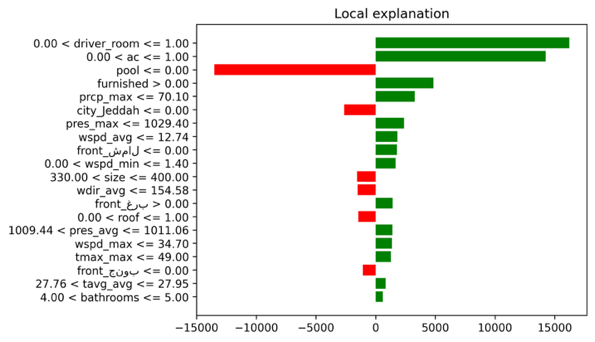 Local explanation
0.00 < driver_room <= 1.00
0.00 < ac <= 1.00
pool <= 0.00
furnished > 0.00
prcp_max <= 70.10
city_Jeddah <= 0.00
pres_max <= 1029.40
wspd_avg <= 12.74
front_لامش <= 0.00
0.00 < wspd_min <= 1.40
330.00 < size <= 400.00
wdir_avg <= 154.58
front_برغ > 0.00
0.00 < roof <= 1.00
1009.44 < pres_avg <= 1011.06
wspd_max <= 34.70
tmax_max <= 49.00
front_بونج <= 0.00
27.76 < tavg_avg <= 27.95
4.00 < bathrooms <= 5.00
−15000 −10000 −5000 0 5000 10000 15000